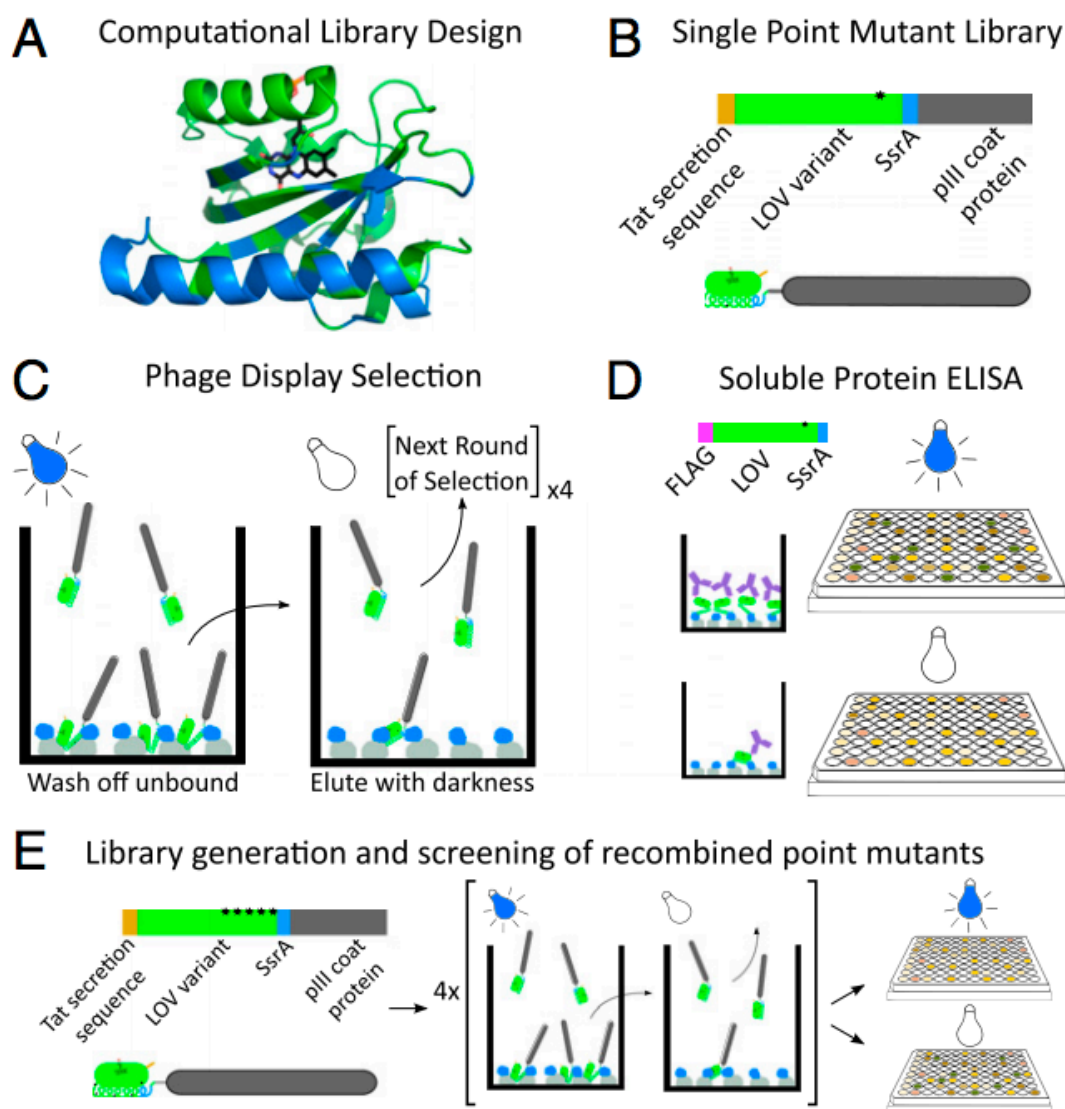 A Computational Library Design
B Single Point Mutant Library
Tat secretion
sequence
LOV variant
SsrA
pIII coat
protein
C Phage Display Selection
[Next Round
of Selection] x4
Wash off unbound
Elute with darkness
D Soluble Protein ELISA
FLAG
LOV
SsrA
E Library generation and screening of recombined point mutants
Tat secretion
sequence
LOV variant
SsrA
pIII coat
protein
4x